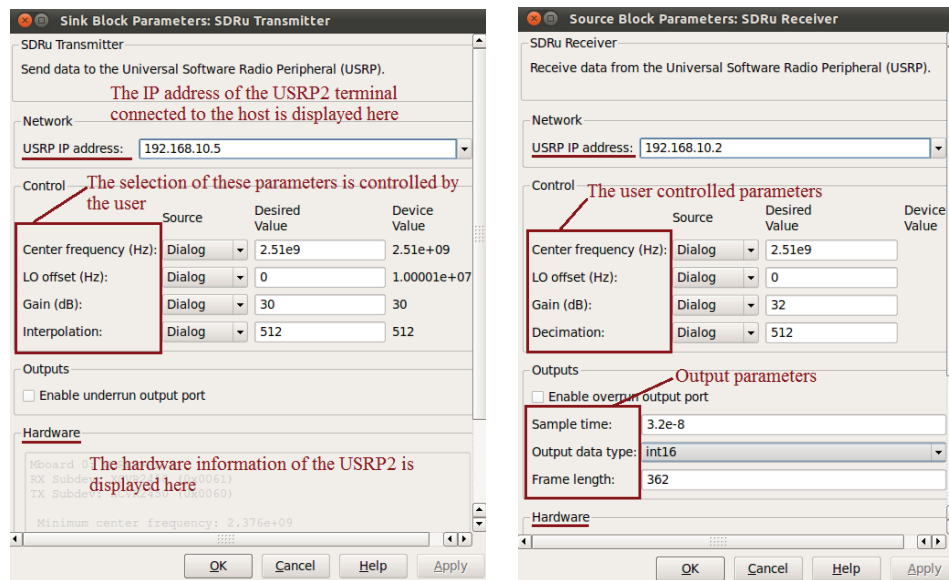 Sink Block Parameters: SDRu Transmitter
SDRu Transmitter
Send data to the Universal Software Radio Peripheral (USRP).
The IP address of the USRP2 terminal
connected to the host is displayed here
Network
USRP IP address: 192.168.10.5
Control
The selection of these parameters is controlled by
the user
Source Desired Value Device Value
Center frequency (Hz): Dialog 2.51e9 2.51e+09
LO offset (Hz): Dialog 0 1.00001e+07
Gain (dB): Dialog 30 30
Interpolation: Dialog 512 512
Outputs
Enable underrun output port
Hardware
Mboard
The hardware information of the USRP2 is
RX Subdev: (0x0061)
displayed here
TX Subdev: (0x0060)
Minimum center frequency: 2.376e+09
OK Cancel Help Apply
Source Block Parameters: SDRu Receiver
SDRu Receiver
Receive data from the Universal Software Radio Peripheral (USRP).
Network
USRP IP address: 192.168.10.2
Control
The user controlled parameters
Source Desired Value Device Value
Center frequency (Hz): Dialog 2.51e9
LO offset (Hz): Dialog 0
Gain (dB): Dialog 32
Decimation: Dialog 512
Outputs
Output parameters
Enable overrun output port
Sample time: 3.2e-8
Output data type: int16
Frame length: 362
Hardware
OK Cancel Help Apply